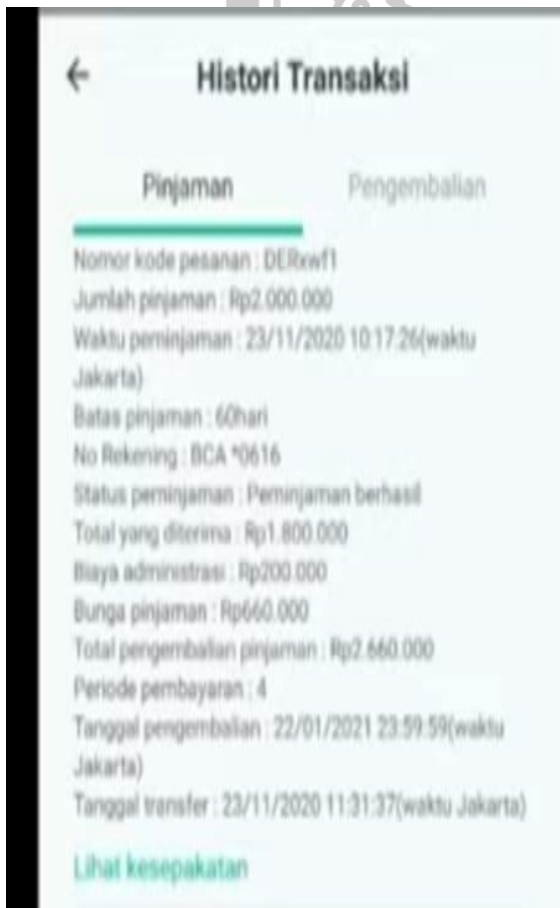 Histori Transaksi
Pinjaman Pengembalian
Nomor kode pesanan : DERxwf1
Jumlah pinjaman : Rp2.000.000
Waktu peminjaman : 23/11/2020 10:17:26(waktu
Jakarta)
Batas pinjaman : 60hari
No Rekening : BCA *0616
Status peminjaman : Peminjaman berhasil
Total yang diterima : Rp1.800.000
Biaya administrasi : Rp200.000
Bunga pinjaman : Rp660.000
Total pengembalian pinjaman : Rp2.660.000
Periode pembayaran : 4
Tanggal pengembalian : 22/01/2021 23:59:59(waktu
Jakarta)
Tanggal transfer : 23/11/2020 11:31:37(waktu Jakarta)
Lihat kesepakatan